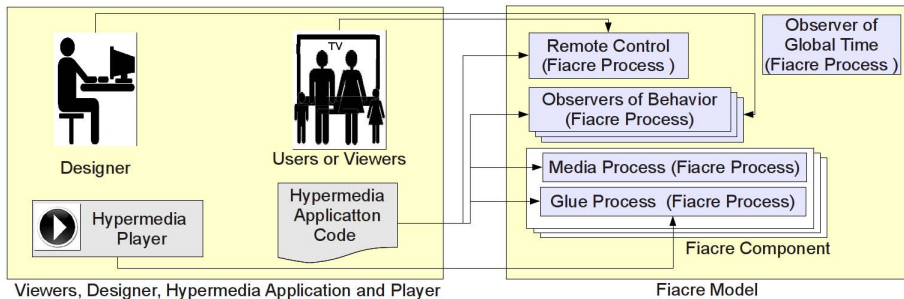 TV
Designer
Users or Viewers
Hypermedia
Player
Hypermedia
Applicatton
Code
Viewers, Designer, Hypermedia Application and Player
Remote Control
(Fiacre Process )
Observer of
Global Time
(Fiacre Process )
Observers of Behavior
(Fiacre Process)
Media Process (Fiacre Process)
Glue Process (Fiacre Process)
Fiacre Component
Fiacre Model